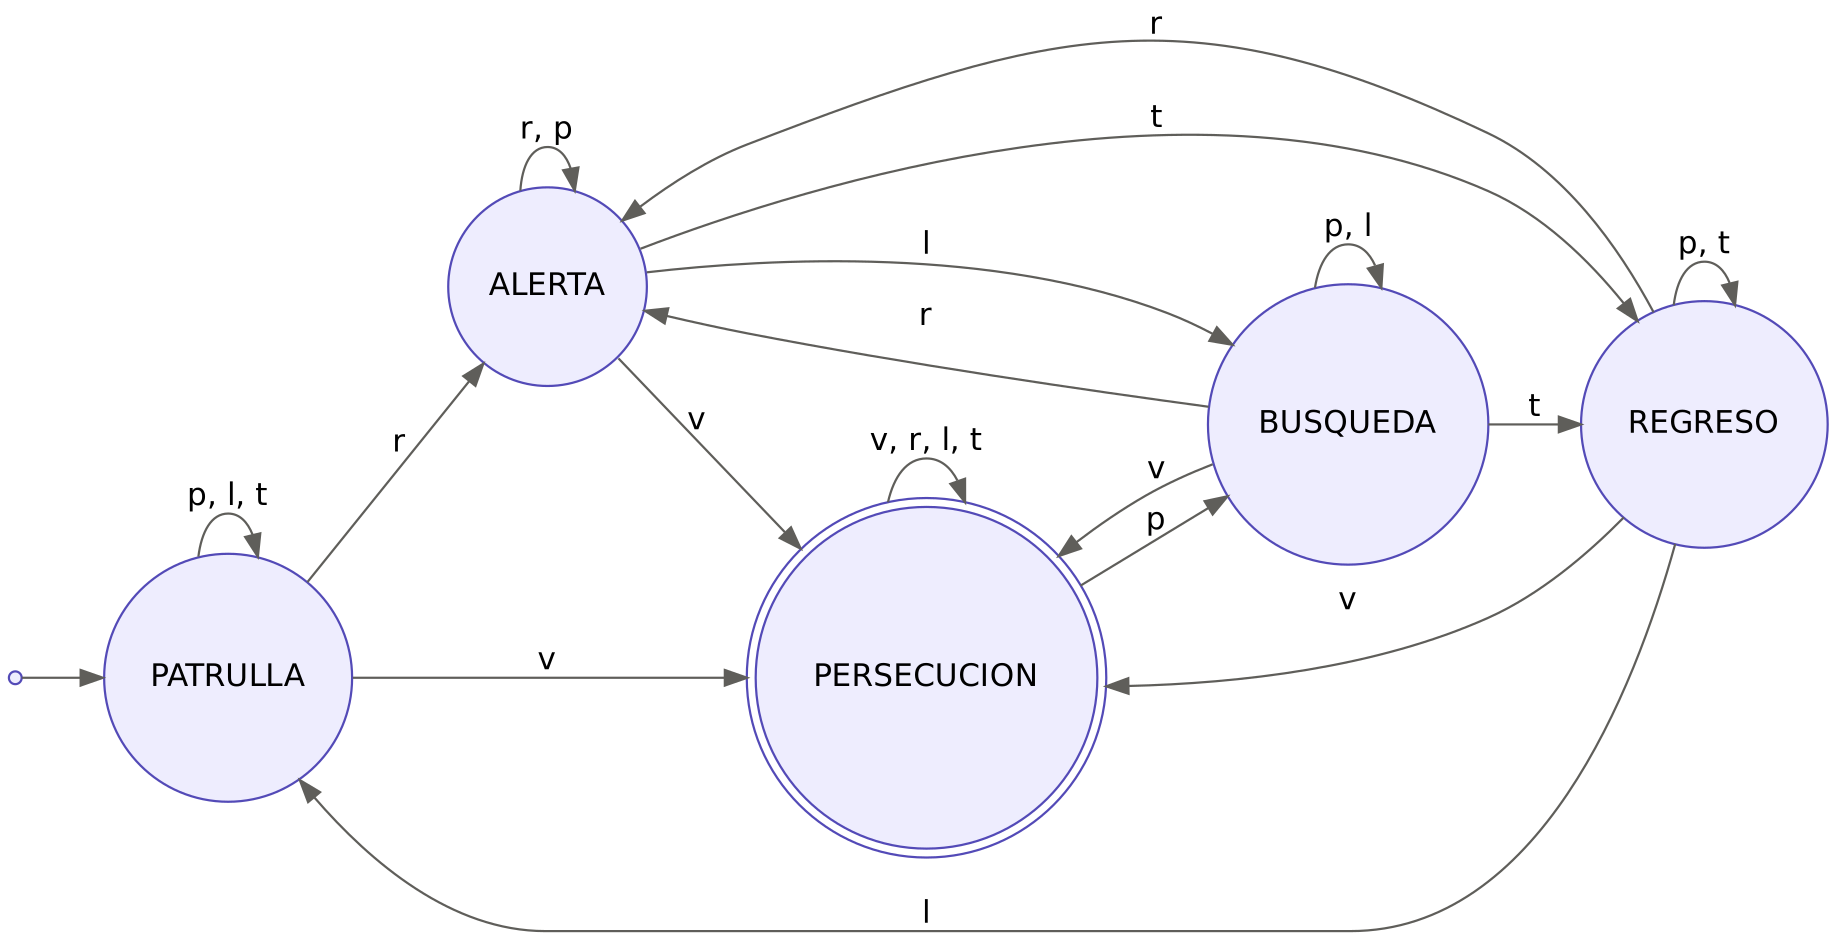 r
t
r, p
l
p, l
p, t
ALERTA
r
t
BUSQUEDA
REGRESO
v
r
v, r, l, t
v
p
p, l, t
v
v
PATRULLA
PERSECUCION
l